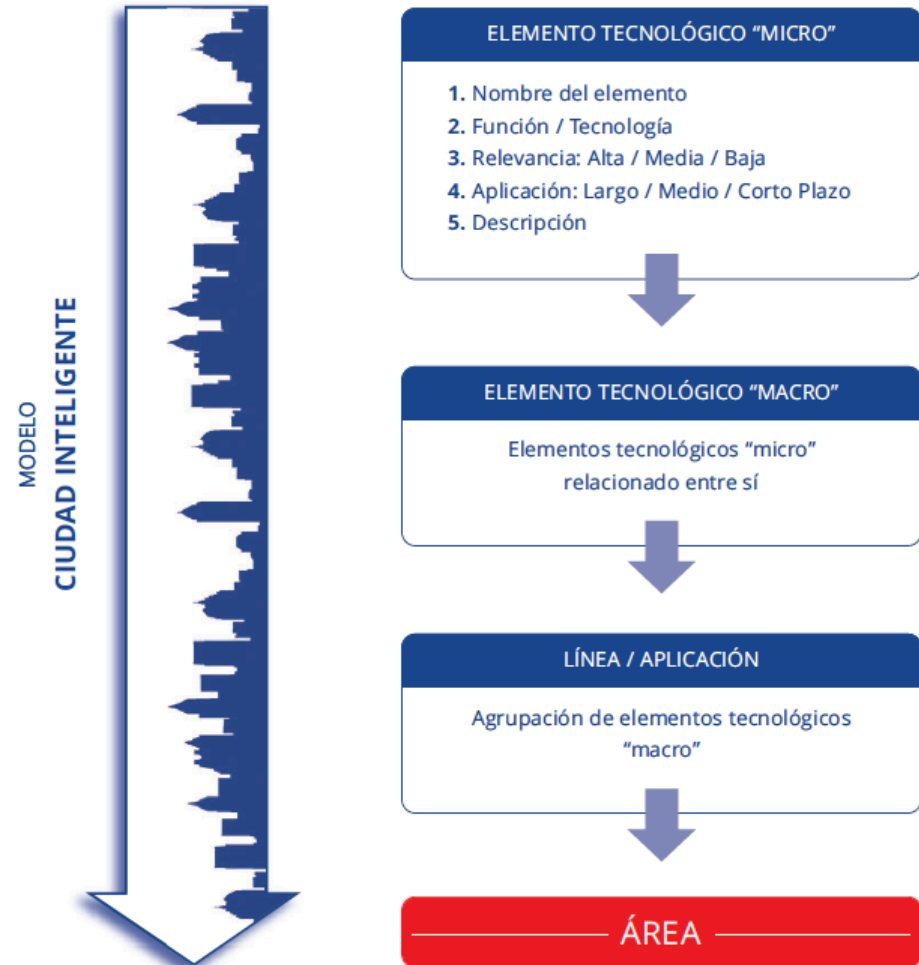 MODELO
CIUDAD INTELIGENTE
ELEMENTO TECNOLÓGICO “MICRO”
1. Nombre del elemento
2. Función / Tecnología
3. Relevancia: Alta / Media / Baja
4. Aplicación: Largo / Medio / Corto Plazo
5. Descripción
ELEMENTO TECNOLÓGICO “MACRO”
Elementos tecnológicos “micro”
relacionado entre sí
LÍNEA / APLICACIÓN
Agrupación de elementos tecnológicos
“macro”
ÁREA